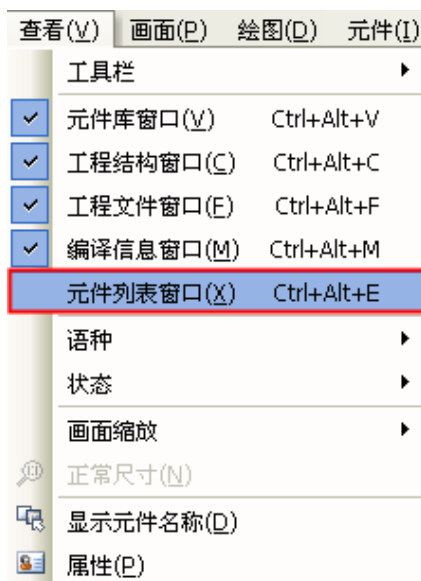 查看(V) 画面(P) 绘图(D) 元件(I)
工具栏
元件库窗口(V) Ctrl+Alt+V
工程结构窗口(C) Ctrl+Alt+C
工程文件窗口(F) Ctrl+Alt+F
编译信息窗口(M) Ctrl+Alt+M
元件列表窗口(X) Ctrl+Alt+E
语种
状态
画面缩放
正常尺寸(N)
显示元件名称(D)
属性(P)